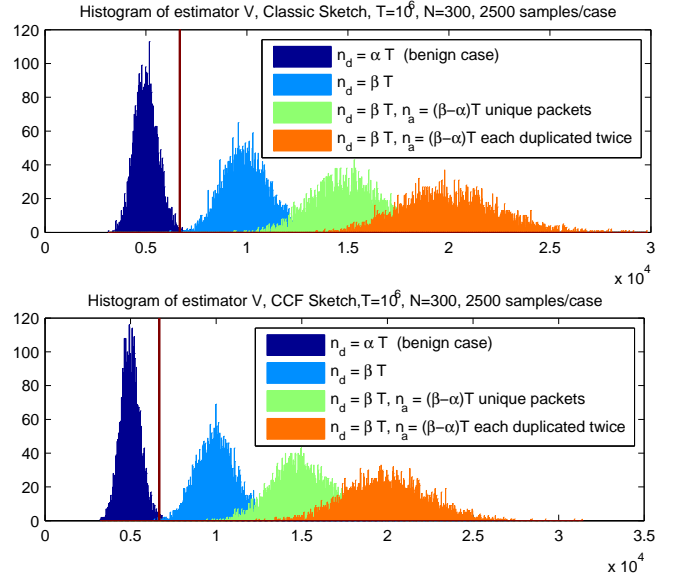 Histogram of estimator V, Classic Sketch, T=10^6, N=300, 2500 samples/case
120
100
80
60
40
20
0
n_d = α T (benign case)
n_d = β T
n_d = β T, n_a = (β−α)T unique packets
n_d = β T, n_a = (β−α)T each duplicated twice
0 0.5 1 1.5 2 2.5 3
x 10^4
Histogram of estimator V, CCF Sketch,T=10^6, N=300, 2500 samples/case
120
100
80
60
40
20
0
n_d = α T (benign case)
n_d = β T
n_d = β T, n_a = (β−α)T unique packets
n_d = β T, n_a = (β−α)T each duplicated twice
0 0.5 1 1.5 2 2.5 3 3.5
x 10^4